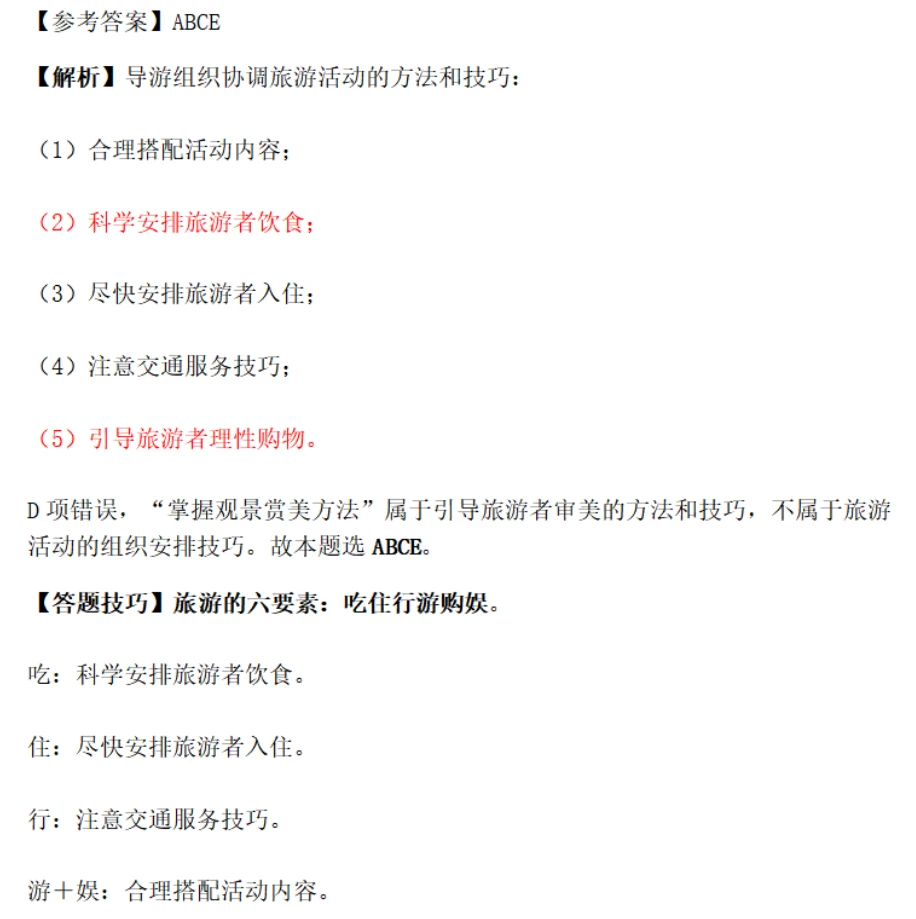 【参考答案】ABCE
【解析】导游组织协调旅游活动的方法和技巧：
（1）合理搭配活动内容；
（2）科学安排旅游者饮食；
（3）尽快安排旅游者入住；
（4）注意交通服务技巧；
（5）引导旅游者理性购物。
D 项错误，“掌握观景赏美方法”属于引导旅游者审美的方法和技巧，不属于旅游
活动的组织安排技巧。故本题选 ABCE。
【答题技巧】旅游的六要素：吃住行游购娱。
吃：科学安排旅游者饮食。
住：尽快安排旅游者入住。
行：注意交通服务技巧。
游＋娱：合理搭配活动内容。